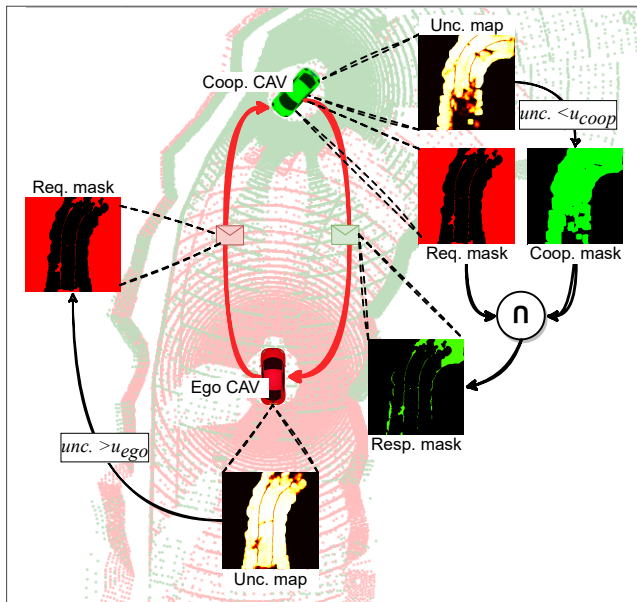 Unc. map
Coop. CAV
unc. <u_coop
Req. mask
Req. mask
Coop. mask
∩
Ego CAV
Resp. mask
unc. >u_ego
Unc. map